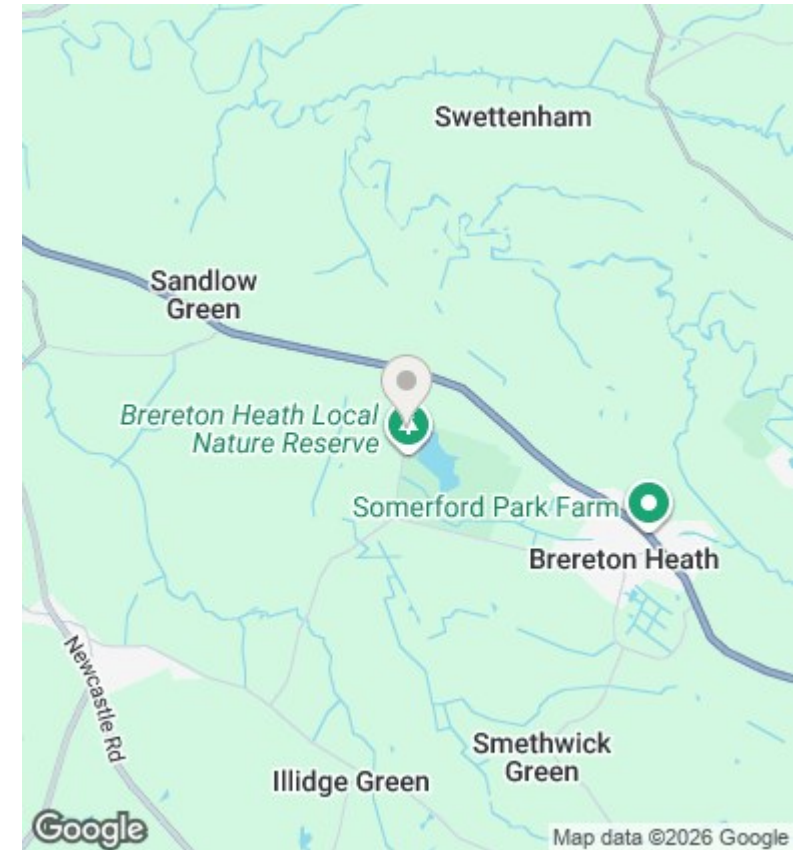 Swettenham
Sandlow
Green
Brereton Heath Local
Nature Reserve
Somerford Park Farm
Brereton Heath
Newcastle Rd
Smethwick
Green
Illidge Green
Google
Map data ©2026 Google